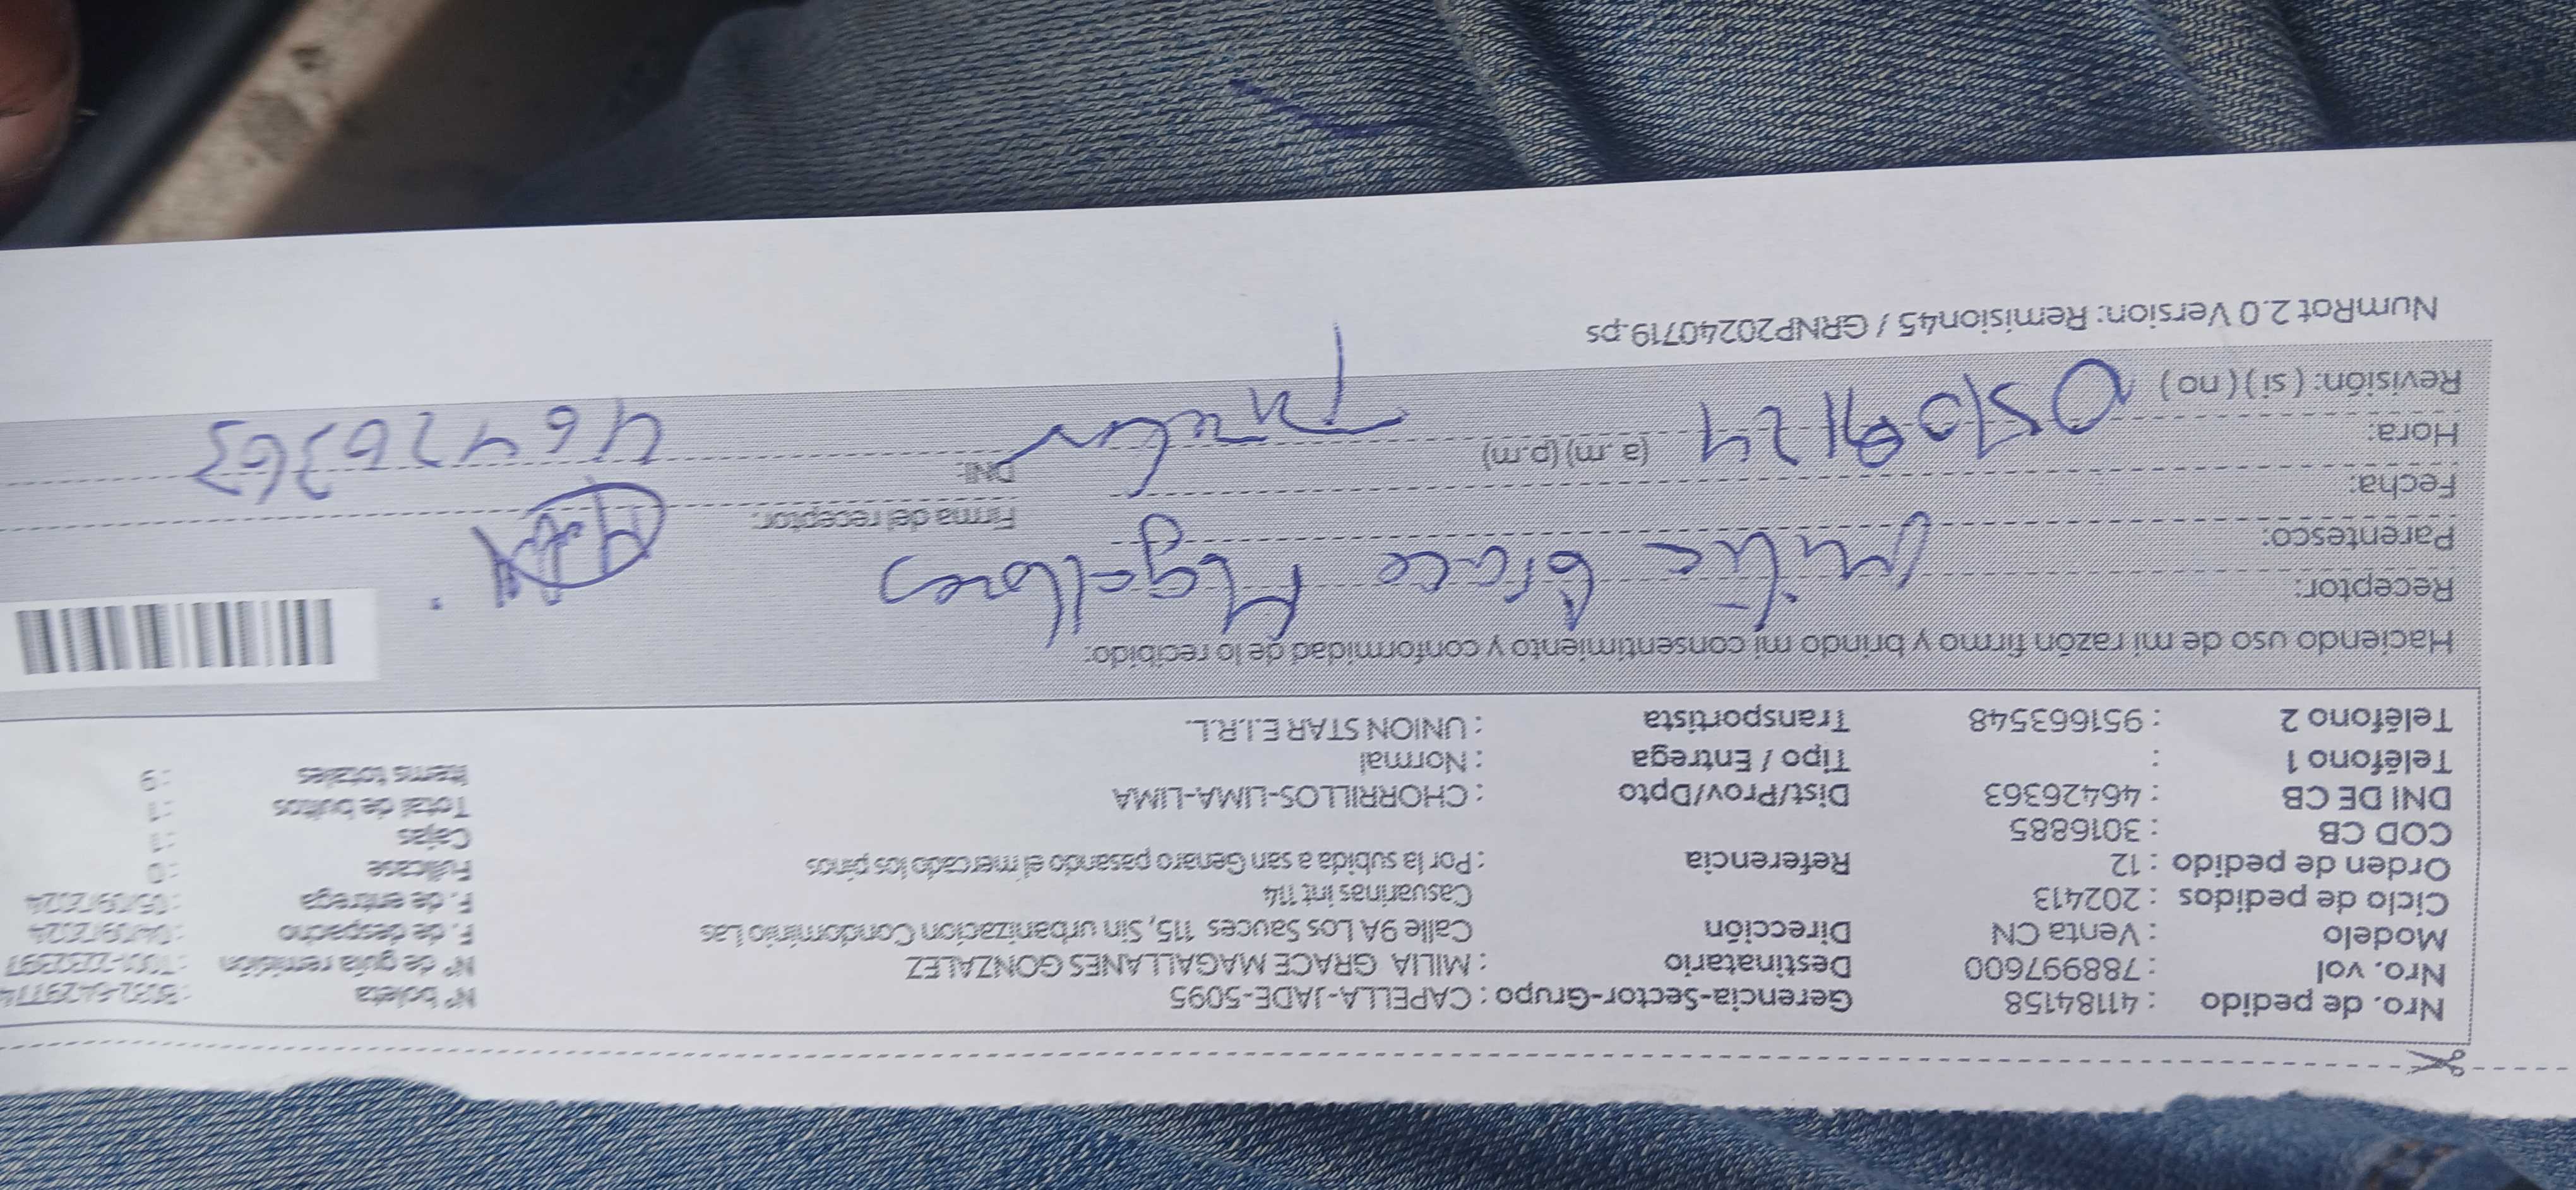 Nro. de pedido : 41184158 Gerencia-Sector-Grupo : CAPELLA-JADE-5095 N° boleta
Nro. vol : 788997600 Destinatario : MILIA GRACE MAGALLANES GONZALEZ N° de guía remisión
Modelo : Venta CN Dirección Calle 9A Los Sauces 115, Sin urbanizacion Condominio Las F. de despacho : 04/09/2024
Ciclo de pedidos : 202413 Casuarinas int 114 F. de entrega : 05/09/2024
Orden de pedido : 12 Referencia : Por la subida a san Genaro pasando el mercado los pinos Fullcase : 0
COD CB : 3016885 Cajas : 1
DNI DE CB : 46426363 Dist/Prov/Dpto : CHORRILLOS-LIMA-LIMA Total de bultos : 1
Teléfono 1 : Tipo / Entrega : Normal Items totales : 9
Teléfono 2 : 951663548 Transportista : UNION STAR E.I.R.L.
Haciendo uso de mi razón firmo y brindo mi consentimiento y conformidad de lo recibido:
Receptor: Milia Grace Magallanes
Parentesco:
Firma del receptor:
Fecha: 05/09/24
Hora: (a.m) (p.m) DNI: 46426363
Revisión: ( si ) ( no )
NumRot 2.0 Version: Remision45 / GRNP20240719.ps